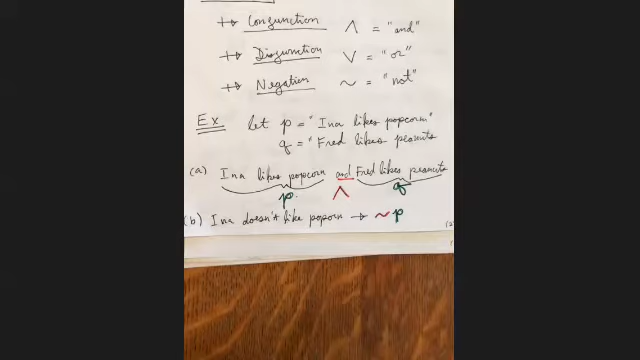 Conjunction ∧ = "and"
Disjunction ∨ = "or"
Negation ~ = "not"
Ex let p = "Ina likes popcorn"
q = "Fred likes peanuts
(a) Ina likes popcorn and Fred likes peanuts
p ∧ q
(b) Ina doesn't like poporn → ~p